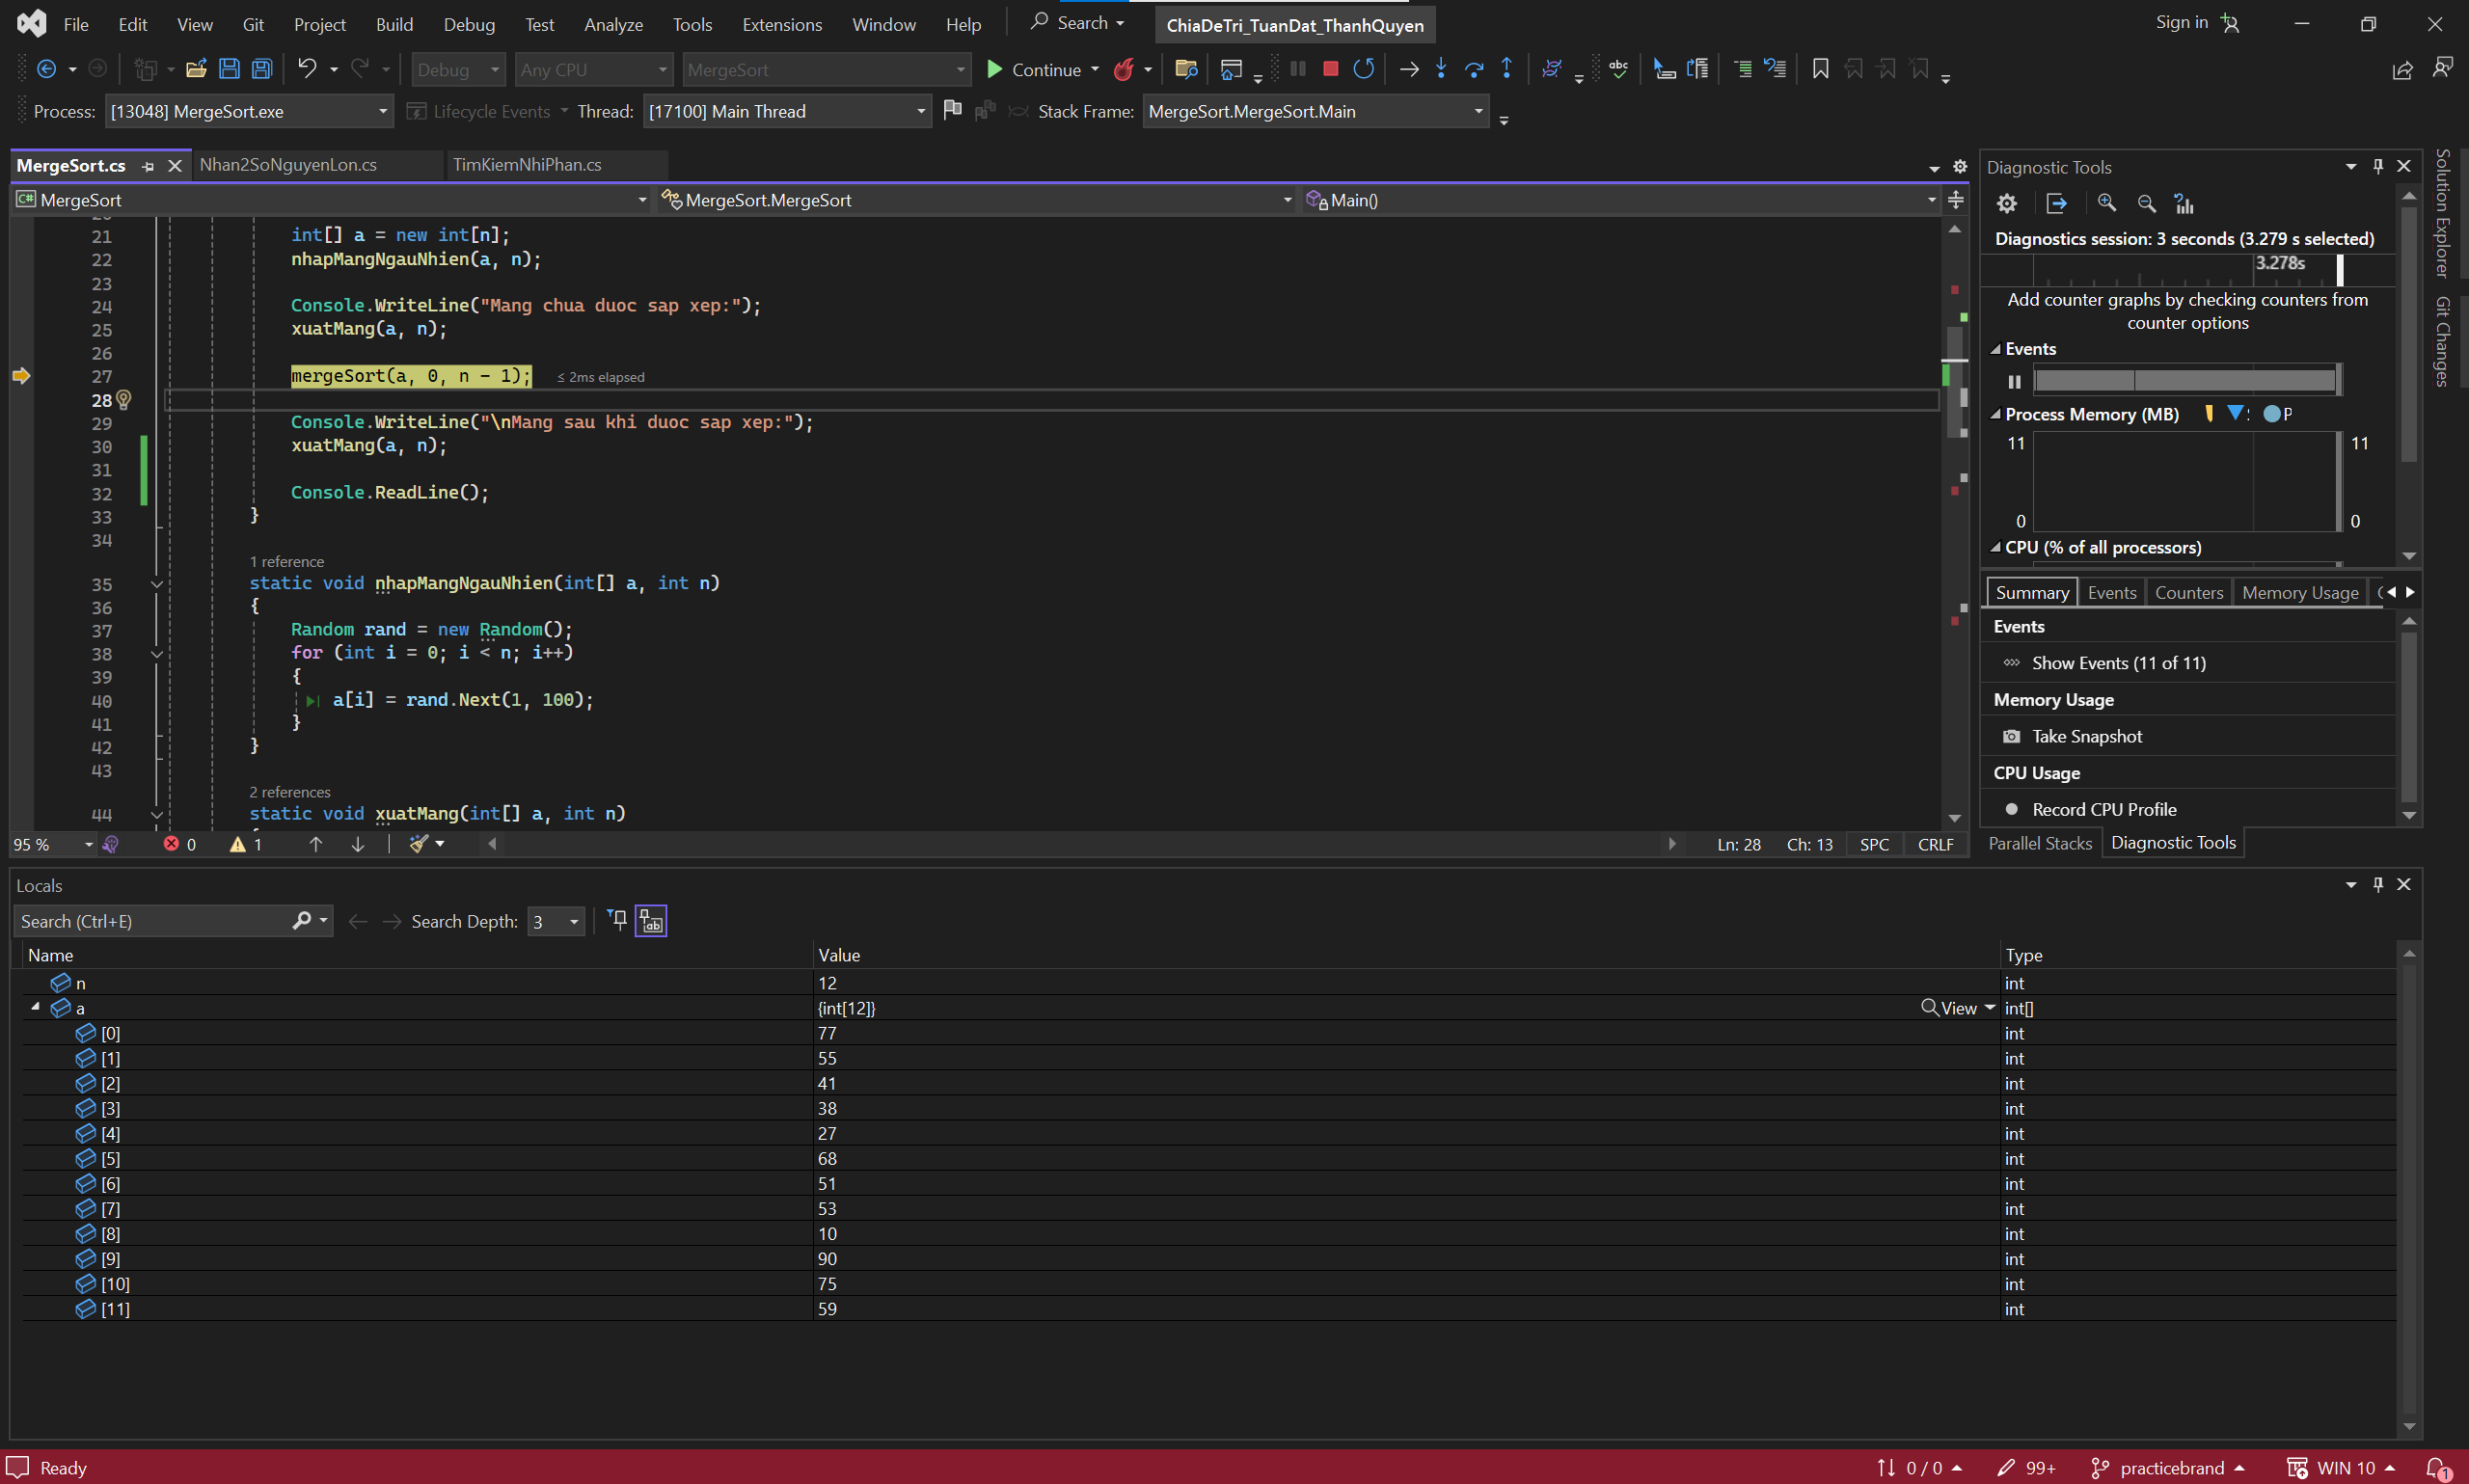 File Edit View Git Project Build Debug Test Analyze Tools Extensions Window Help Search ChiaDeTri_TuanDat_ThanhQuyen Sign in
Debug Any CPU MergeSort Continue
Process: [13048] MergeSort.exe Lifecycle Events Thread: [17100] Main Thread Stack Frame: MergeSort.MergeSort.Main
MergeSort.cs Nhan2SoNguyenLon.cs TimKiemNhiPhan.cs
MergeSort MergeSort.MergeSort Main()
21 int[] a = new int[n];
22 nhapMangNgauNhien(a, n);
23
24 Console.WriteLine("Mang chua duoc sap xep:");
25 xuatMang(a, n);
26
27 mergeSort(a, 0, n - 1); ≤ 2ms elapsed
28
29 Console.WriteLine("\nMang sau khi duoc sap xep:");
30 xuatMang(a, n);
31
32 Console.ReadLine();
33 }
34
1 reference
35 static void nhapMangNgauNhien(int[] a, int n)
36 {
37 Random rand = new Random();
38 for (int i = 0; i < n; i++)
39 {
40 a[i] = rand.Next(1, 100);
41 }
42 }
43
2 references
44 static void xuatMang(int[] a, int n)
95 % 0 1 Ln: 28 Ch: 13 SPC CRLF
Diagnostic Tools
Diagnostics session: 3 seconds (3.279 s selected)
3.278s
Add counter graphs by checking counters from
counter options
Events
Process Memory (MB) P
11 11
0 0
CPU (% of all processors)
Summary Events Counters Memory Usage
Events
Show Events (11 of 11)
Memory Usage
Take Snapshot
CPU Usage
Record CPU Profile
Parallel Stacks Diagnostic Tools
Solution Explorer
Git Changes
Locals
Search (Ctrl+E) Search Depth: 3
Name Value Type
n 12 int
a {int[12]} View int[]
[0] 77 int
[1] 55 int
[2] 41 int
[3] 38 int
[4] 27 int
[5] 68 int
[6] 51 int
[7] 53 int
[8] 10 int
[9] 90 int
[10] 75 int
[11] 59 int
Ready 0 / 0 99+ practicebrand WIN 10 1